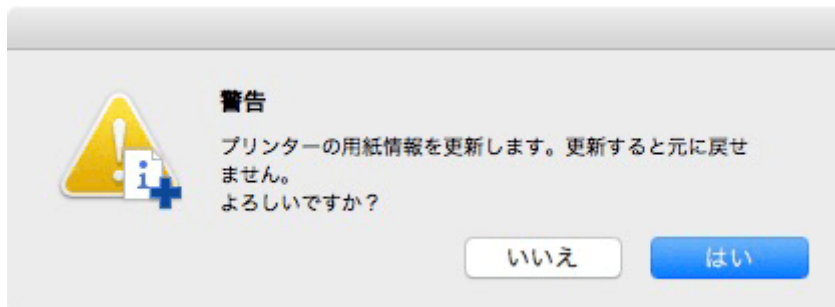 警告
プリンターの用紙情報を更新します。更新すると元に戻せ
ません。
よろしいですか？
いいえ
はい